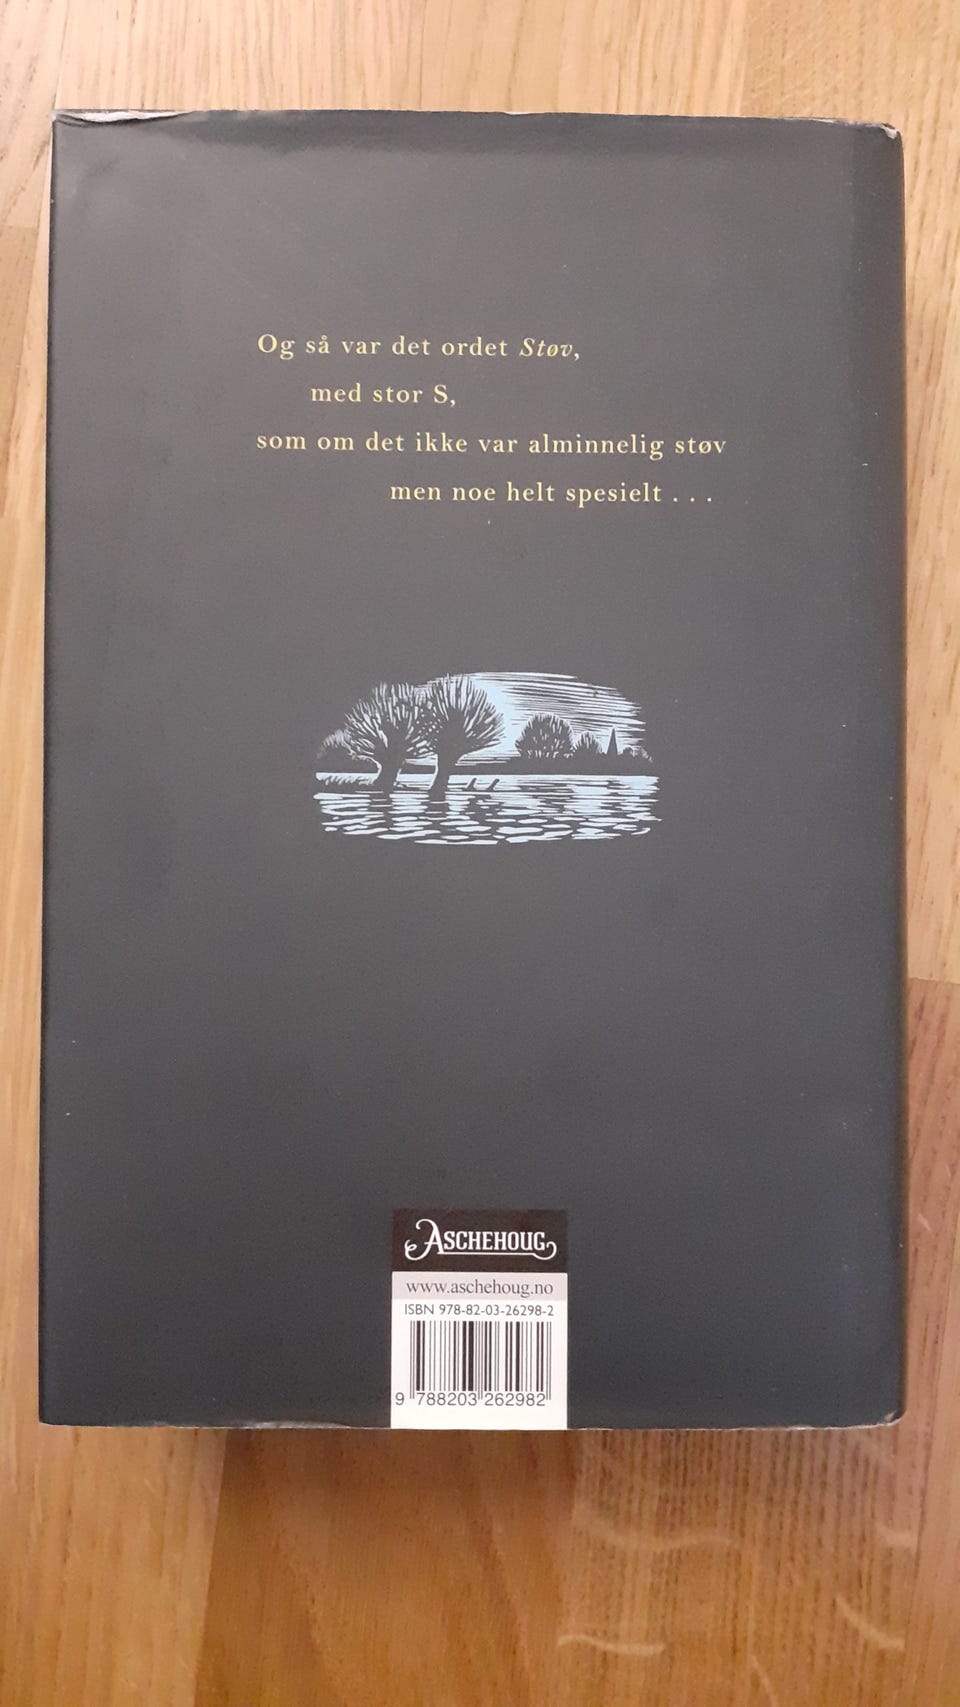 Og så var det ordet Støv,
med stor S,
som om det ikke var alminnelig støv
men noe helt spesielt . . .
ASCHEHOUG
www.aschehoug.no
ISBN 978-82-03-26298-2
9 788203 262982